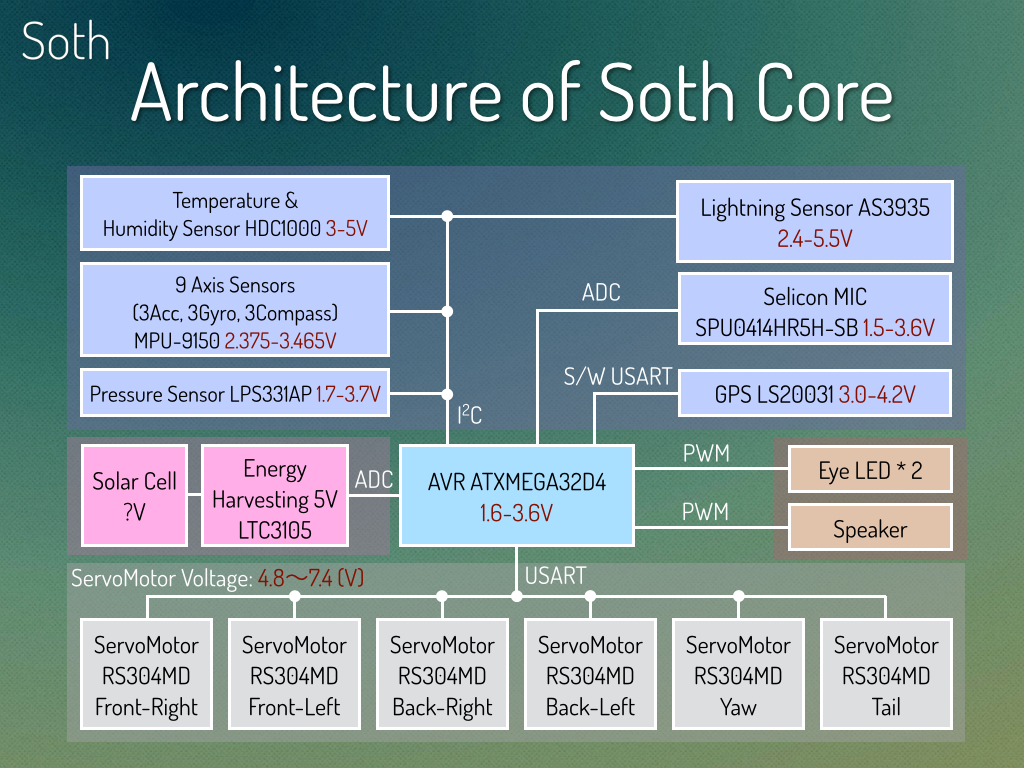 Soth
Architecture of Soth Core
Temperature &
Humidity Sensor HDC1000 3-5V
Lightning Sensor AS3935
2.4-5.5V
9 Axis Sensors
(3Acc, 3Gyro, 3Compass)
MPU-9150 2.375-3.465V
ADC
Selicon MIC
SPU0414HR5H-SB 1.5-3.6V
Pressure Sensor LPS331AP 1.7-3.7V
I²C
S/W USART
GPS LS20031 3.0-4.2V
Solar Cell
?V
Energy
Harvesting 5V
LTC3105
ADC
AVR ATXMEGA32D4
1.6-3.6V
PWM
Eye LED * 2
PWM
Speaker
ServoMotor Voltage: 4.8〜7.4 (V)
USART
ServoMotor
RS304MD
Front-Right
ServoMotor
RS304MD
Front-Left
ServoMotor
RS304MD
Back-Right
ServoMotor
RS304MD
Back-Left
ServoMotor
RS304MD
Yaw
ServoMotor
RS304MD
Tail